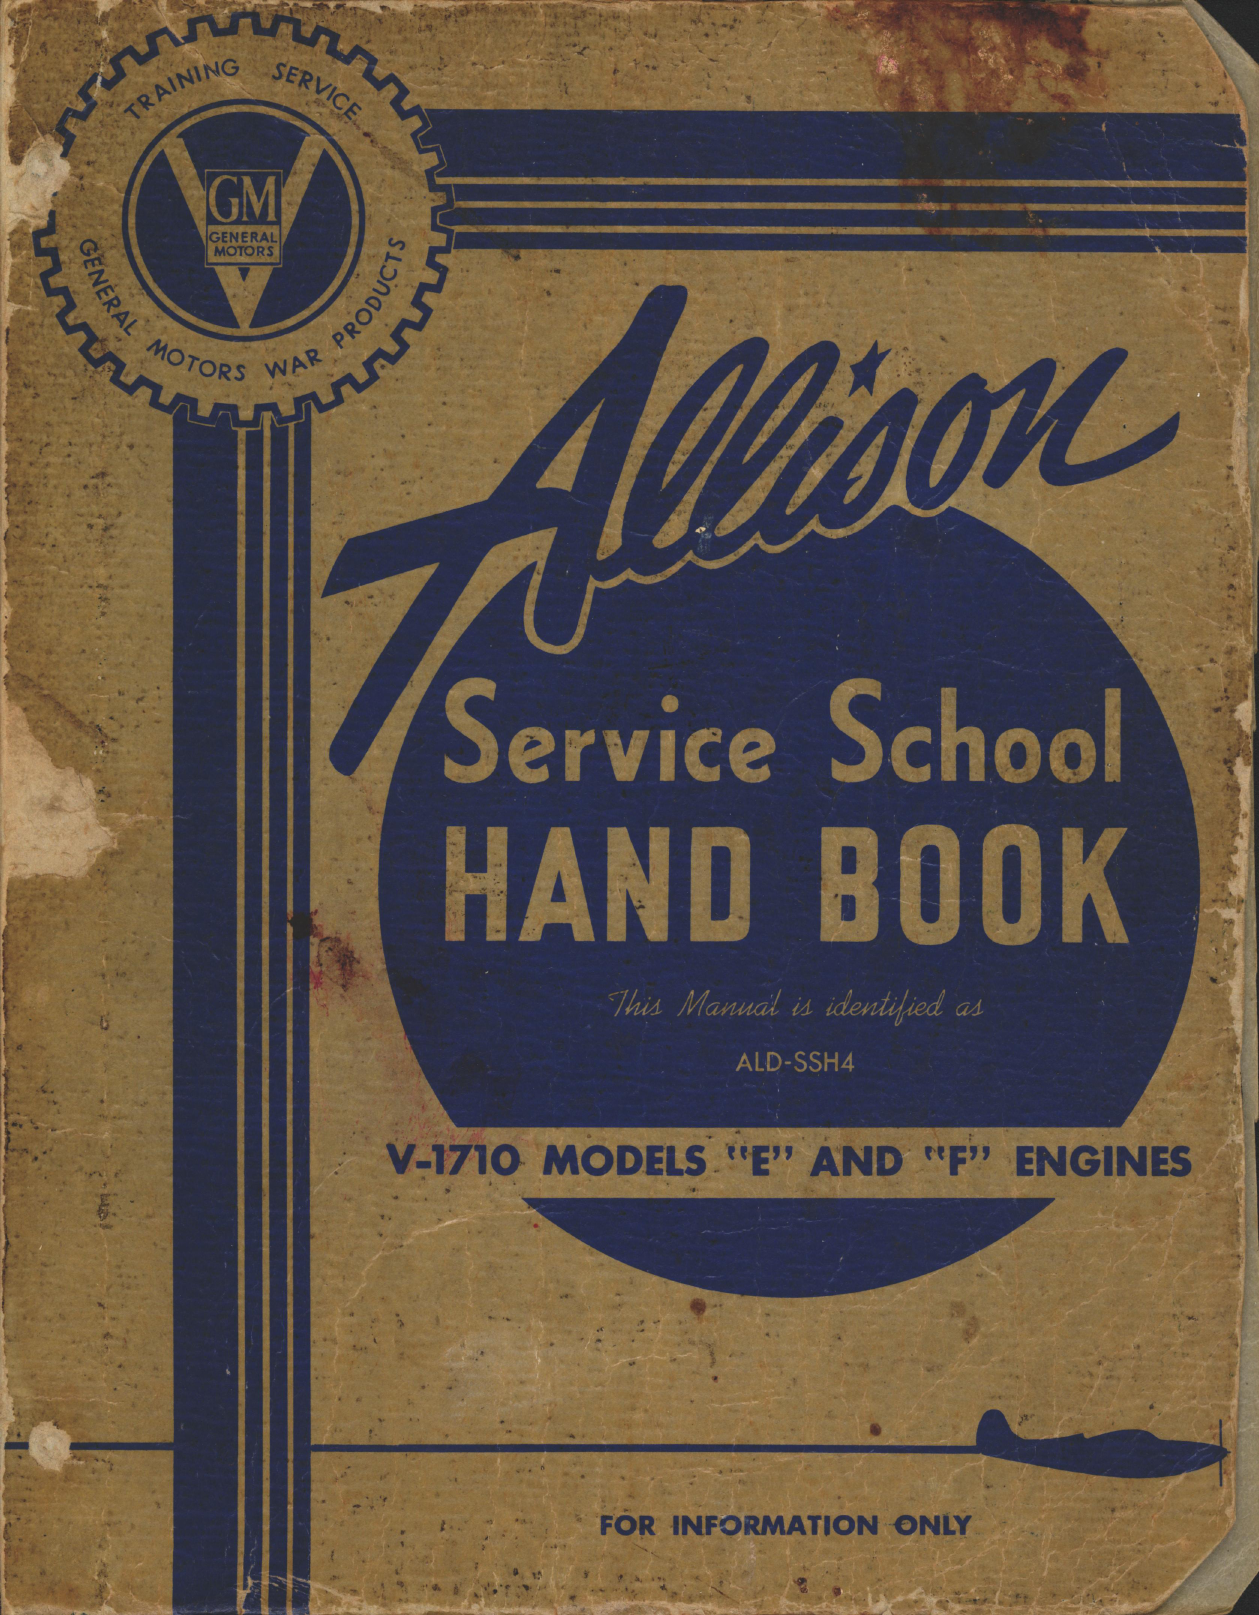 TRAINING SERVICE
GM
GENERAL
MOTORS
GENERAL MOTORS WAR PRODUCTS
Allison
Service School
HAND BOOK
This Manual is identified as
ALD-SSH4
V-1710 MODELS "E" AND "F" ENGINES
FOR INFORMATION ONLY